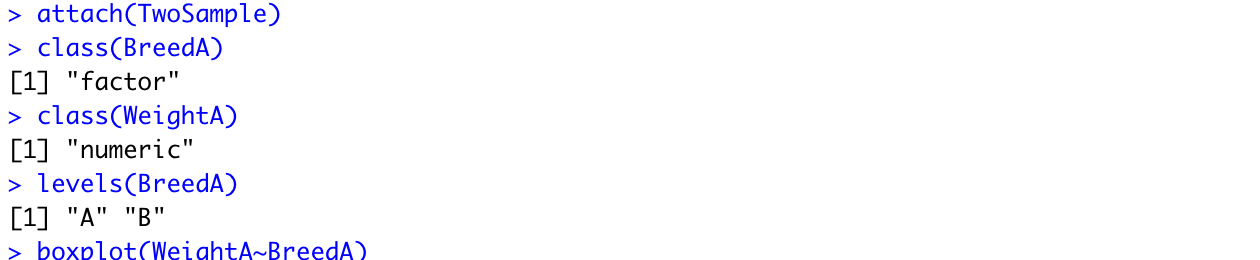 > attach(TwoSample)
> class(BreedA)
[1] "factor"
> class(WeightA)
[1] "numeric"
> levels(BreedA)
[1] "A" "B"
> boxplot(WeightA~BreedA)